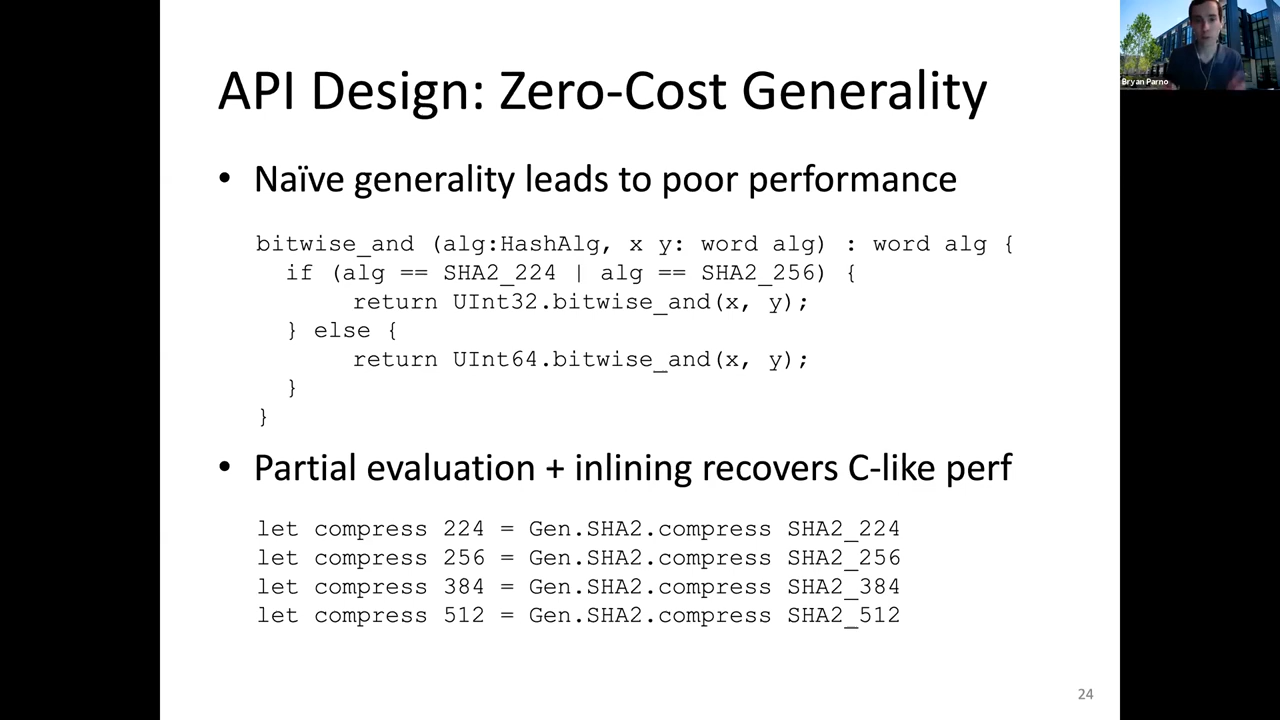 API Design: Zero-Cost Generality
Bryan Parno
• Naïve generality leads to poor performance
bitwise_and (alg:HashAlg, x y: word alg) : word alg {
if (alg == SHA2_224 | alg == SHA2_256) {
return UInt32.bitwise_and(x, y);
} else {
return UInt64.bitwise_and(x, y);
}
}
• Partial evaluation + inlining recovers C-like perf
let compress 224 = Gen.SHA2.compress SHA2_224
let compress 256 = Gen.SHA2.compress SHA2_256
let compress 384 = Gen.SHA2.compress SHA2_384
let compress 512 = Gen.SHA2.compress SHA2_512
24